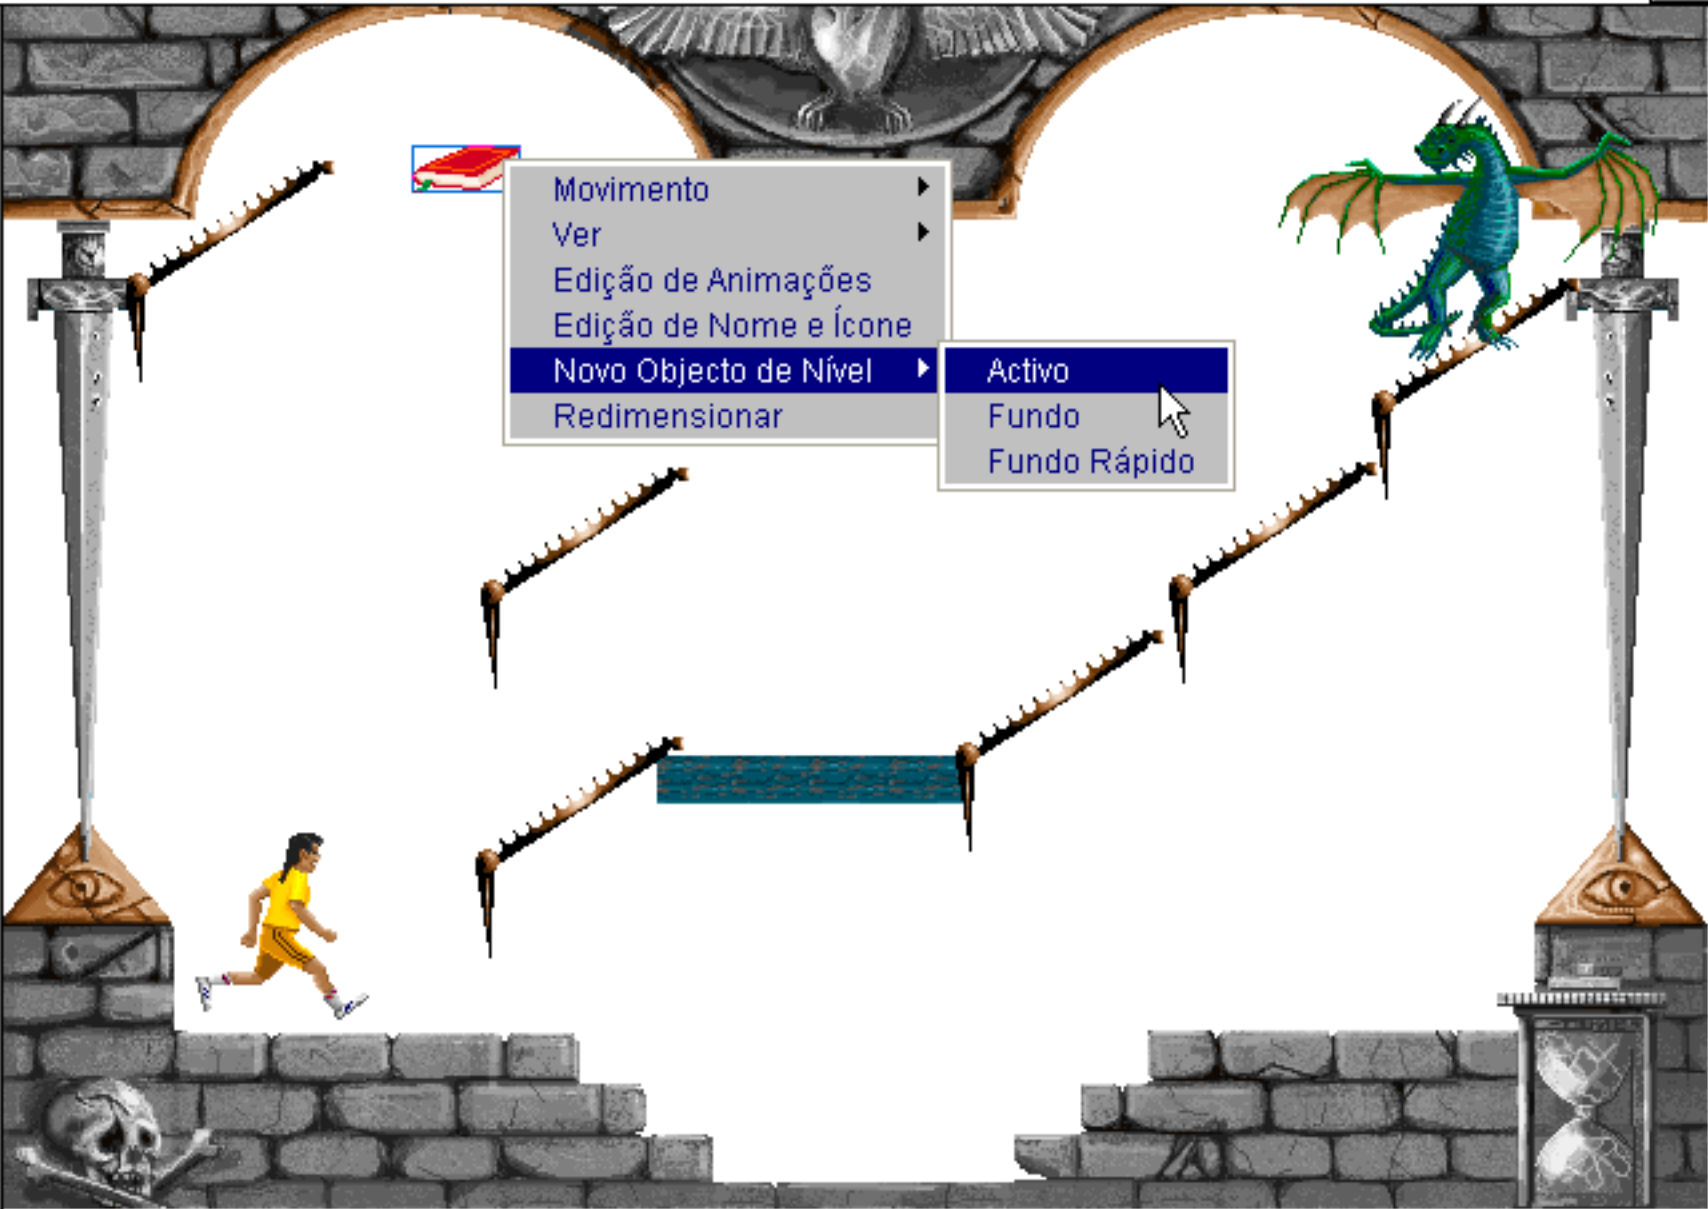 Movimento
Ver
Edição de Animações
Edição de Nome e Ícone
Novo Objecto de Nível
Redimensionar
Activo
Fundo
Fundo Rápido